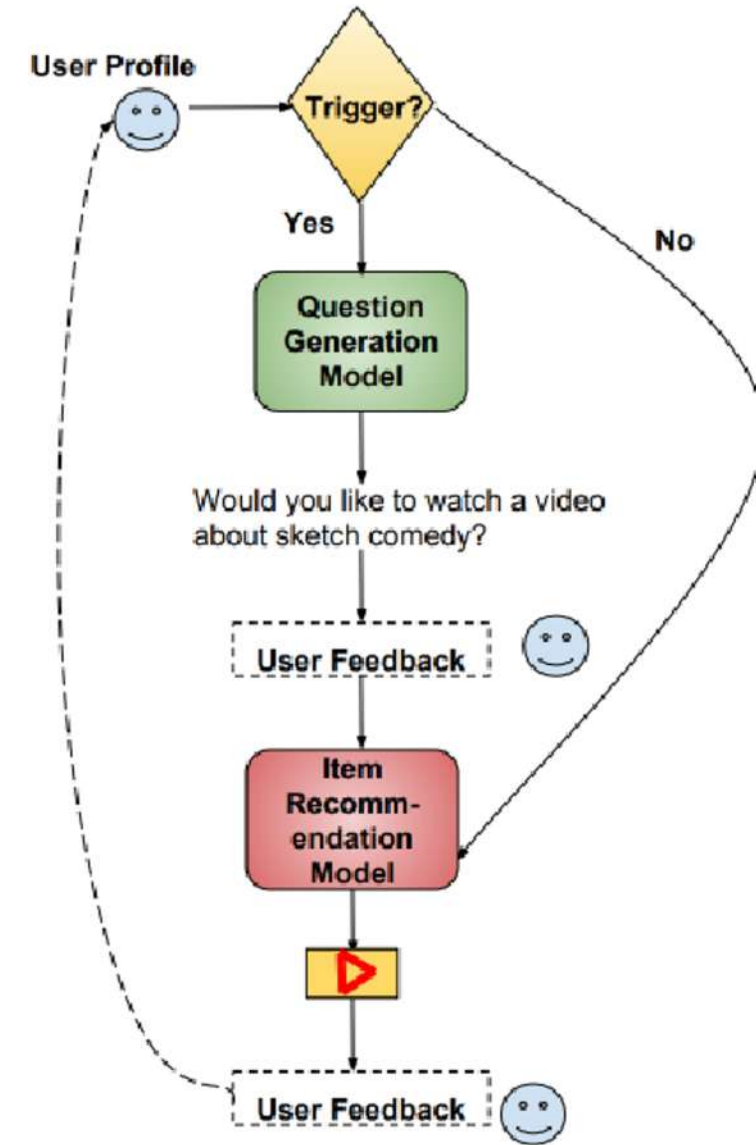 User Profile
Trigger?
Yes
No
Question
Generation
Model
Would you like to watch a video
about sketch comedy?
User Feedback
Item
Recomm-
endation
Model
User Feedback